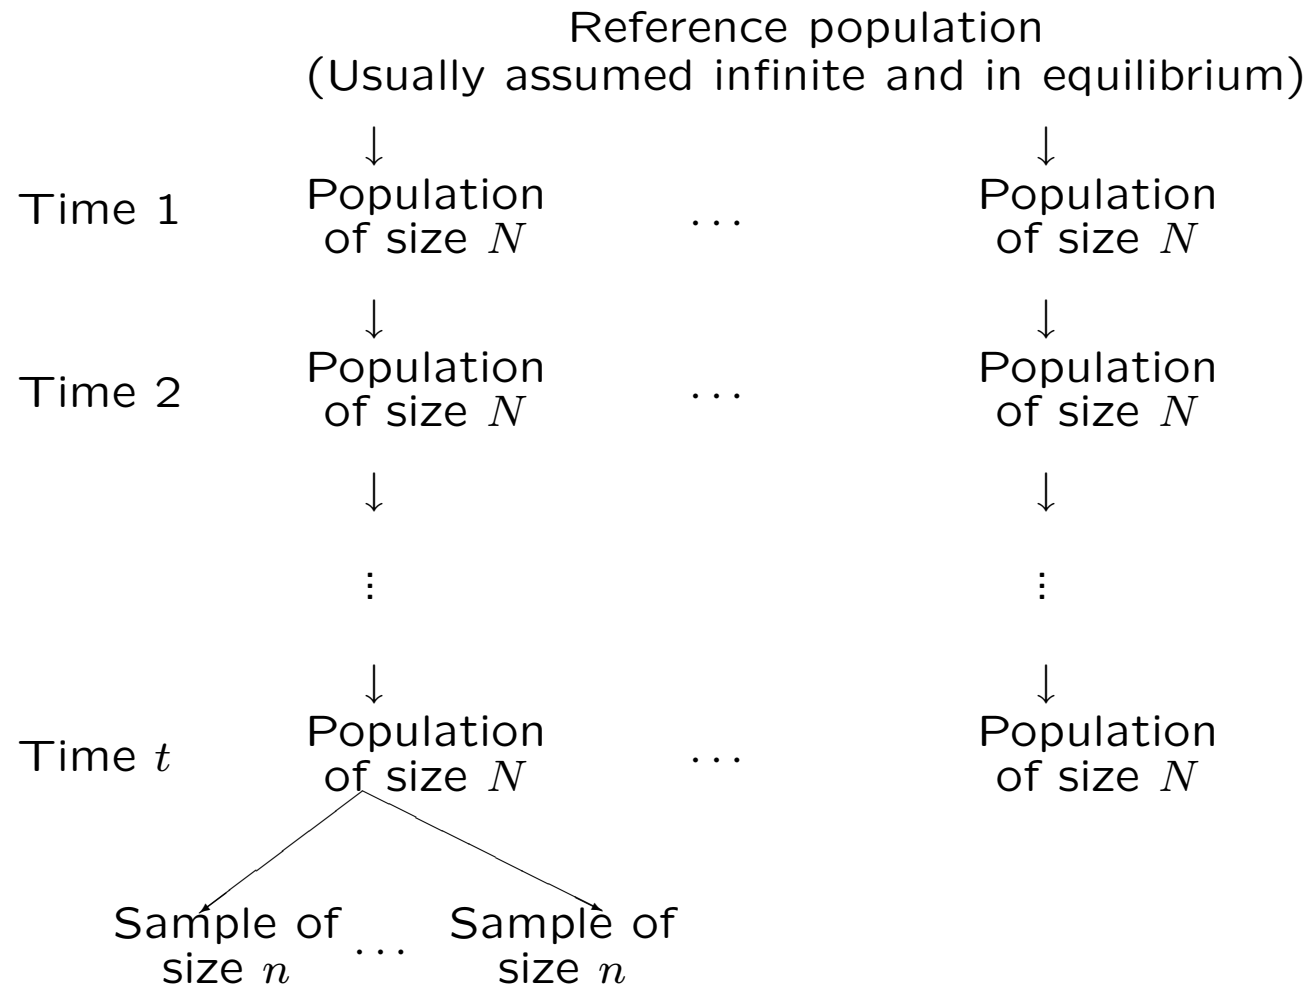 Reference population
(Usually assumed infinite and in equilibrium)
Time 1 Population of size N ... Population of size N
Time 2 Population of size N ... Population of size N
⋮ ⋮
Time t Population of size N ... Population of size N
Sample of size n ... Sample of size n